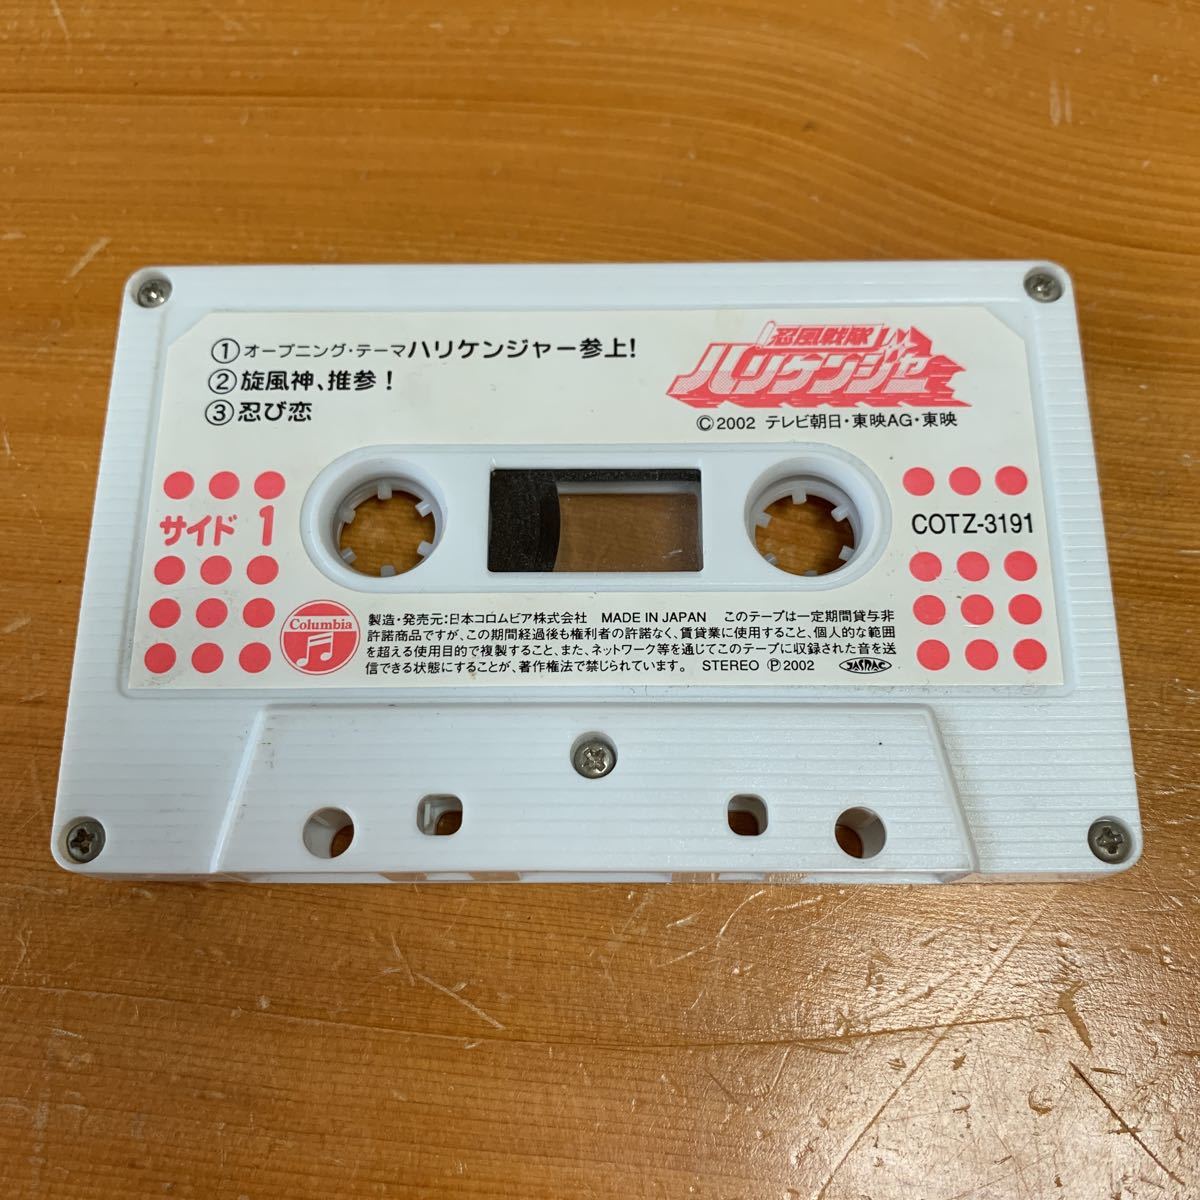 ①オープニング・テーマハリケンジャー参上！
②旋風神、推参！
③忍び恋
忍風戦隊
ハリケンジャー
©2002 テレビ朝日・東映AG・東映
サイド 1
COTZ-3191
Columbia
製造・発売元：日本コロムビア株式会社　MADE IN JAPAN　このテープは一定期間貸与非
許諾商品ですが、この期間経過後も権利者の許諾なく、賃貸業に使用すること、個人的な範囲
を超える使用目的で複製すること、また、ネットワーク等を通じてこのテープに収録された音を送
信できる状態にすることが、著作権法で禁じられています。　STEREO Ⓟ2002　JASRAC